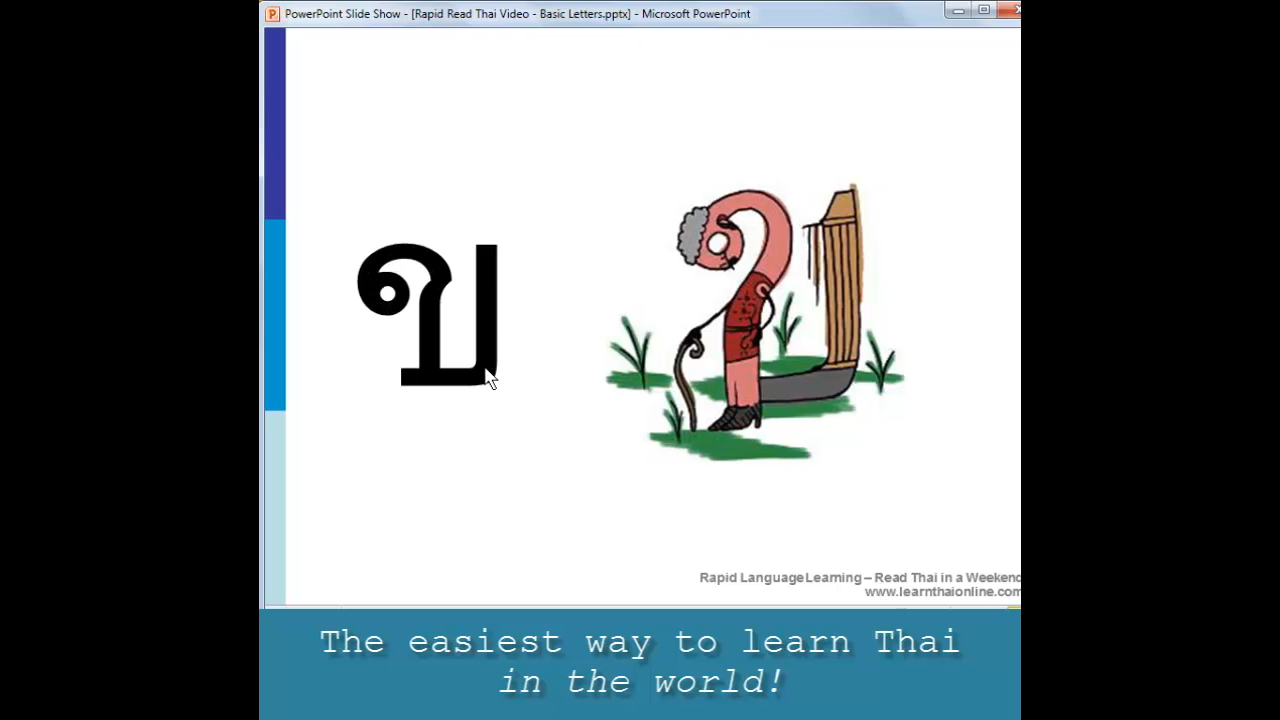 PowerPoint Slide Show - [Rapid Read Thai Video - Basic Letters.pptx] - Microsoft PowerPoint
ข
Rapid Language Learning – Read Thai in a Weekend
www.learnthaionline.com
The easiest way to learn Thai
in the world!